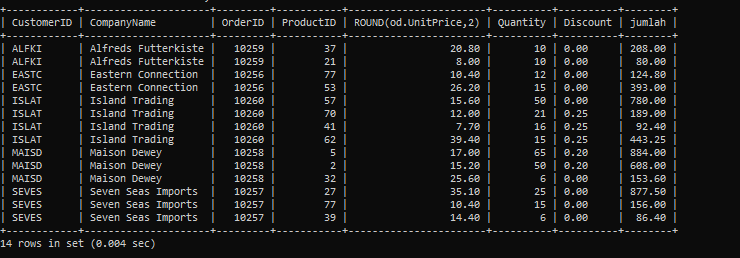 | CustomerID | CompanyName | OrderID | ProductID | ROUND(od.UnitPrice,2) | Quantity | Discount | jumlah |
| ALFKI | Alfreds Futterkiste | 10259 | 37 | 20.80 | 10 | 0.00 | 208.00 |
| ALFKI | Alfreds Futterkiste | 10259 | 21 | 8.00 | 10 | 0.00 | 80.00 |
| EASTC | Eastern Connection | 10256 | 77 | 10.40 | 12 | 0.00 | 124.80 |
| EASTC | Eastern Connection | 10256 | 53 | 26.20 | 15 | 0.00 | 393.00 |
| ISLAT | Island Trading | 10260 | 57 | 15.60 | 50 | 0.00 | 780.00 |
| ISLAT | Island Trading | 10260 | 70 | 12.00 | 21 | 0.25 | 189.00 |
| ISLAT | Island Trading | 10260 | 41 | 7.70 | 16 | 0.25 | 92.40 |
| ISLAT | Island Trading | 10260 | 62 | 39.40 | 15 | 0.25 | 443.25 |
| MAISD | Maison Dewey | 10258 | 5 | 17.00 | 65 | 0.20 | 884.00 |
| MAISD | Maison Dewey | 10258 | 2 | 15.20 | 50 | 0.20 | 608.00 |
| MAISD | Maison Dewey | 10258 | 32 | 25.60 | 6 | 0.00 | 153.60 |
| SEVES | Seven Seas Imports | 10257 | 27 | 35.10 | 25 | 0.00 | 877.50 |
| SEVES | Seven Seas Imports | 10257 | 77 | 10.40 | 15 | 0.00 | 156.00 |
| SEVES | Seven Seas Imports | 10257 | 39 | 14.40 | 6 | 0.00 | 86.40 |
14 rows in set (0.004 sec)